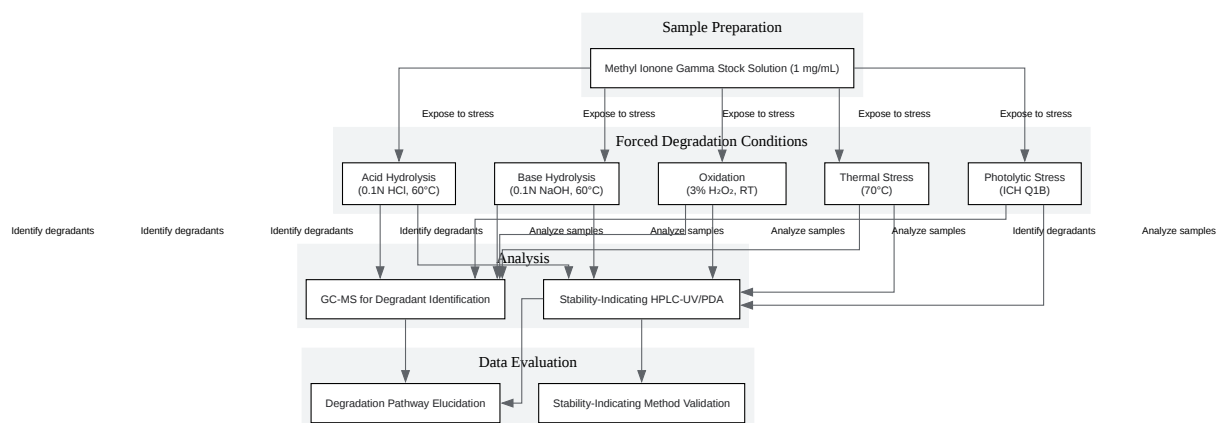 Sample Preparation
Methyl Ionone Gamma Stock Solution (1 mg/mL)
Expose to stress
Expose to stress
Expose to stress
Expose to stress
Expose to stress
Forced Degradation Conditions
Acid Hydrolysis
(0.1N HCl, 60°C)
Base Hydrolysis
(0.1N NaOH, 60°C)
Oxidation
(3% H₂O₂, RT)
Thermal Stress
(70°C)
Photolytic Stress
(ICH Q1B)
Identify degradants
Identify degradants
Identify degradants
Identify degradants
Analyze samples
Analyze samples
Analyze samples
Analyze samples
Identify degradants
Analyze samples
Analysis
GC-MS for Degradant Identification
Stability-Indicating HPLC-UV/PDA
Data Evaluation
Degradation Pathway Elucidation
Stability-Indicating Method Validation